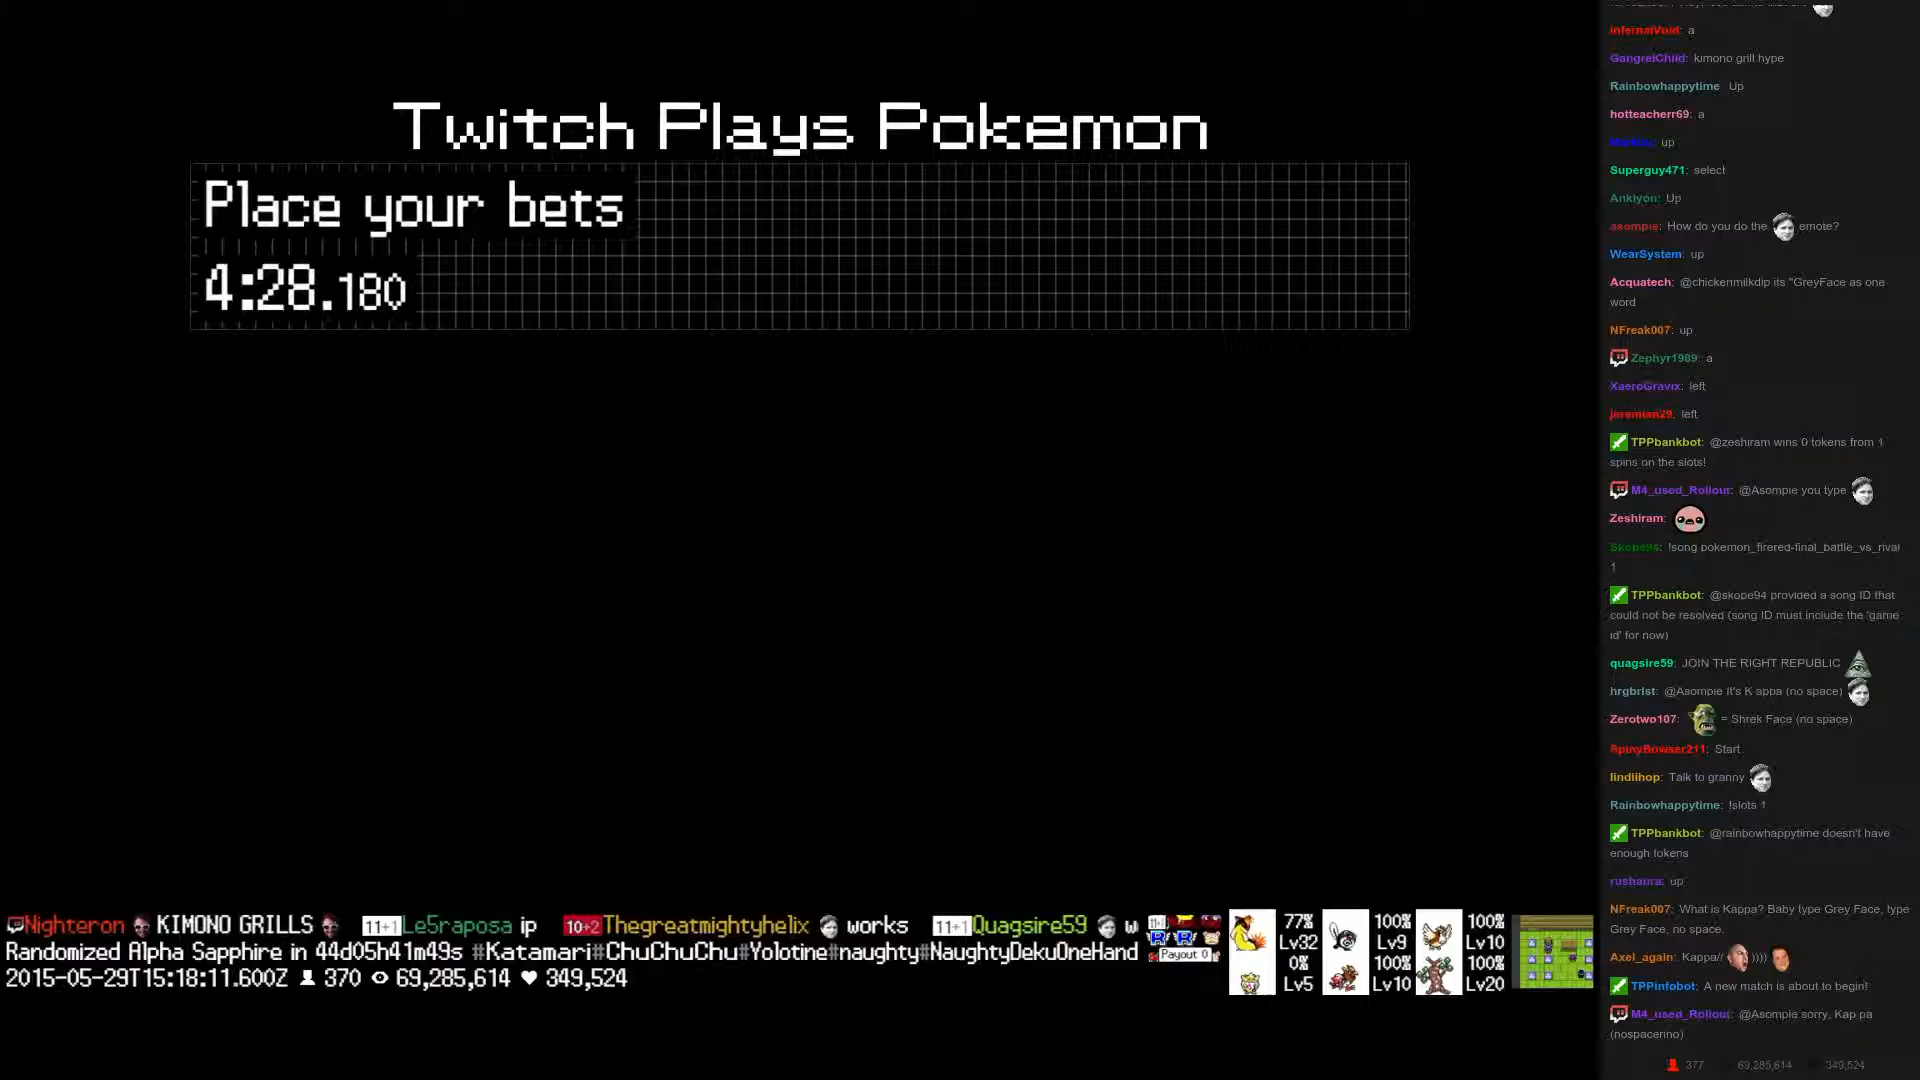 Twitch Plays Pokemon
Place your bets
4:28.180
InfernalVoid: a
GangrelChild: kimono grill hype
Rainbowhappytime Up
hotteacherr69: a
up
Superguy471: select
Ankiyon: Up
asompie: How do you do the emote?
WearSystem: up
Acquatech: @chickenmilkdip its "GreyFace as one
word
NFreak007: up
Zephyr1989: a
XaeroGravix: left
jeremian29: left
TPPbankbot: @zeshiram wins 0 tokens from 1
spins on the slots!
M4_used_Rollout: @Asompie you type
Zeshiram:
Skope94: !song pokemon_firered-final_battle_vs_rival
1
TPPbankbot: @skope94 provided a song ID that
could not be resolved (song ID must include the 'game
id' for now)
quagsire59: JOIN THE RIGHT REPUBLIC
hrgbrist: @Asompie It's K appa (no space)
Zerotwo107: = Shrek Face (no space)
SpinyBowser211: Start
lindiihop: Talk to granny
Rainbowhappytime: !slots 1
TPPbankbot: @rainbowhappytime doesn't have
enough tokens
rushanra: up
NFreak007: What is Kappa? Baby type Grey Face, type
Grey Face, no space.
Axel_again: Kappa// ))))
TPPinfobot: A new match is about to begin!
M4_used_Rollout: @Asompie sorry, Kap pa
(nospacerino)
377 69,285,614 349,524
Nighteron KIMONO GRILLS 11+1 Le5raposa ip 10+2 Thegreatmightyhelix works 11+1 Quagsire59 w
Randomized Alpha Sapphire in 44d05h41m49s #Katamari#ChuChuChu#Yolotine#naughty#NaughtyDekuOneHand
2015-05-29T15:18:11.600Z 370 69,285,614 349,524
11+1
R R
Payout 0
77% 100% 100%
Lv32 Lv9 Lv10
0% 100% 100%
Lv5 Lv10 Lv20